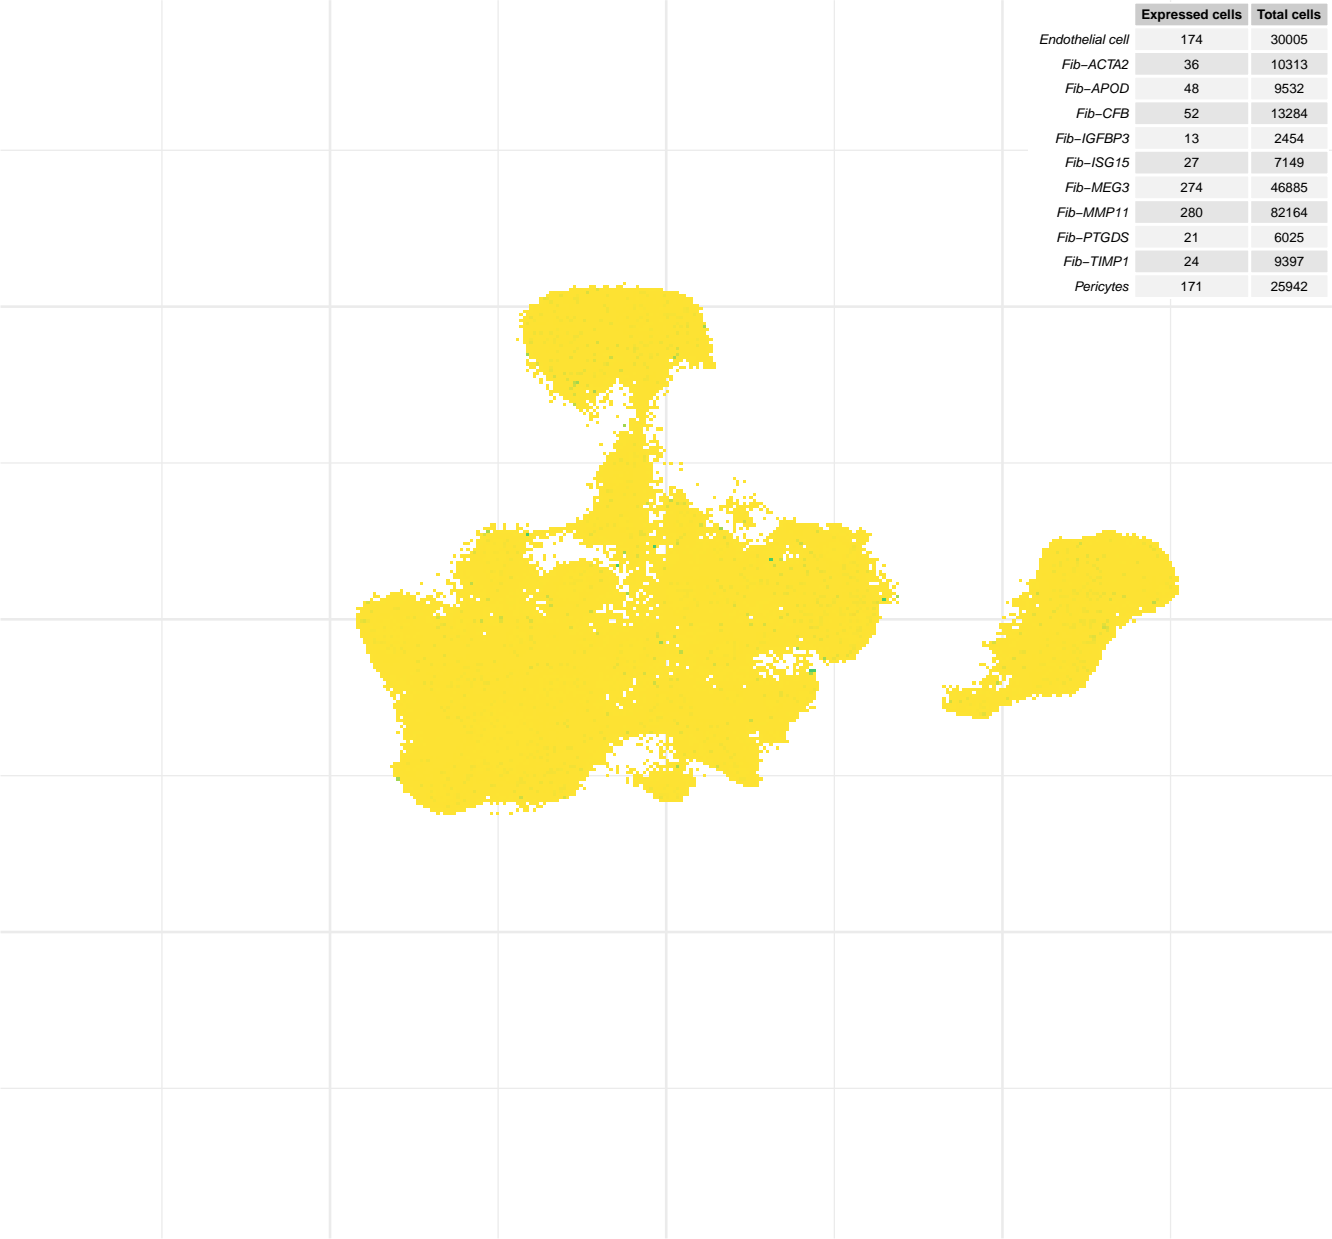 Expressed cells Total cells
Endothelial cell 174 30005
Fib−ACTA2 36 10313
Fib−APOD 48 9532
Fib−CFB 52 13284
Fib−IGFBP3 13 2454
Fib−ISG15 27 7149
Fib−MEG3 274 46885
Fib−MMP11 280 82164
Fib−PTGDS 21 6025
Fib−TIMP1 24 9397
Pericytes 171 25942